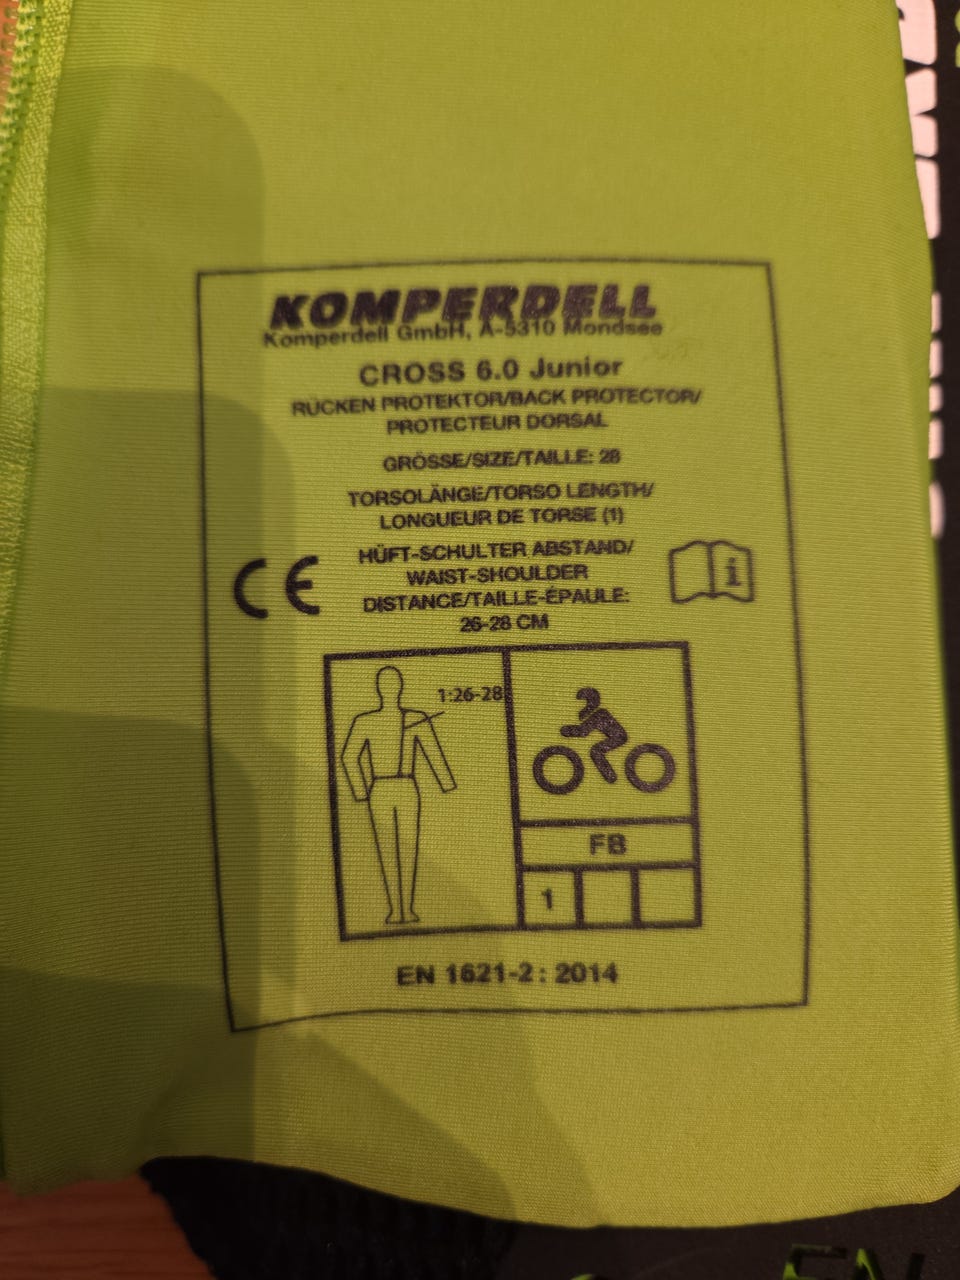 KOMPERDELL
Komperdell GmbH, A-5310 Mondsee
CROSS 6.0 Junior
RÜCKEN PROTEKTOR/BACK PROTECTOR/
PROTECTEUR DORSAL
GRÖSSE/SIZE/TAILLE: 28
TORSOLÄNGE/TORSO LENGTH/
LONGUEUR DE TORSE (1)
HÜFT-SCHULTER ABSTAND/
WAIST-SHOULDER
DISTANCE/TAILLE-ÉPAULE:
26-28 CM
CE
i
1:26-28
FB
1
EN 1621-2: 2014